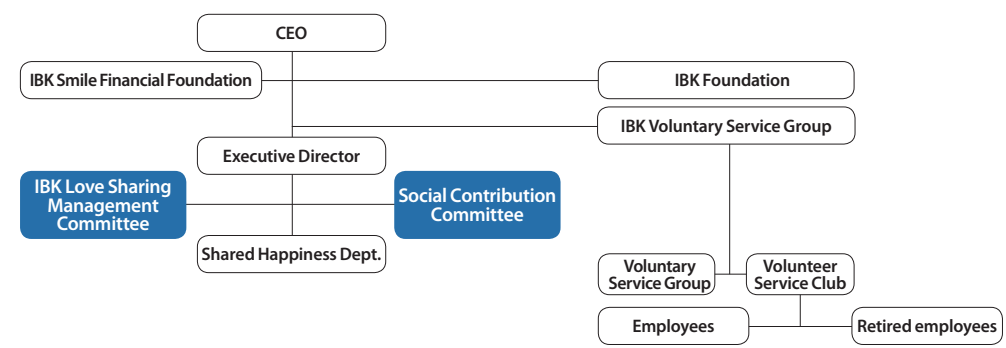 CEO
IBK Smile Financial Foundation
IBK Foundation
IBK Voluntary Service Group
Executive Director
IBK Love Sharing
Management
Committee
Social Contribution
Committee
Shared Happiness Dept.
Voluntary
Service Group
Volunteer
Service Club
Employees
Retired employees